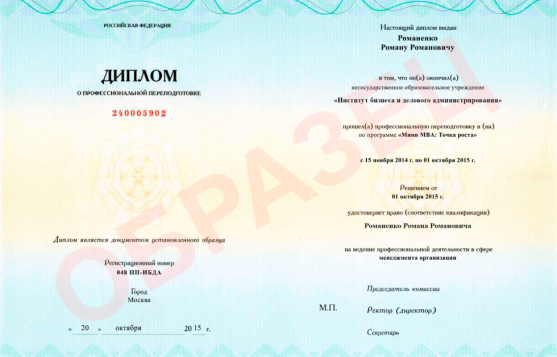 РОССИЙСКАЯ ФЕДЕРАЦИЯ
ДИПЛОМ
О ПРОФЕССИОНАЛЬНОЙ ПЕРЕПОДГОТОВКЕ
240005902
Диплом является документом установленного образца
Регистрационный номер
048 ПП-ИБДА
Город
Москва
« 20 » октября 2015 г.
Настоящий диплом выдан
Романенко
Роману Романовичу
в том, что он(а) окончил(а)
негосударственное образовательное учреждение
«Институт бизнеса и делового администрирования»
прошел(а) профессиональную переподготовку в (на)
по программе «Мини МВА: Точка роста»
с 15 ноября 2014 г. по 01 октября 2015 г.
Решением от
01 октября 2015 г.
удостоверяет право (соответствие квалификации)
Романенко Романа Романовича
на ведение профессиональной деятельности в сфере
менеджмента организации
Председатель комиссии
М.П.
Ректор (директор)
Секретарь
ОБРАЗЕЦ